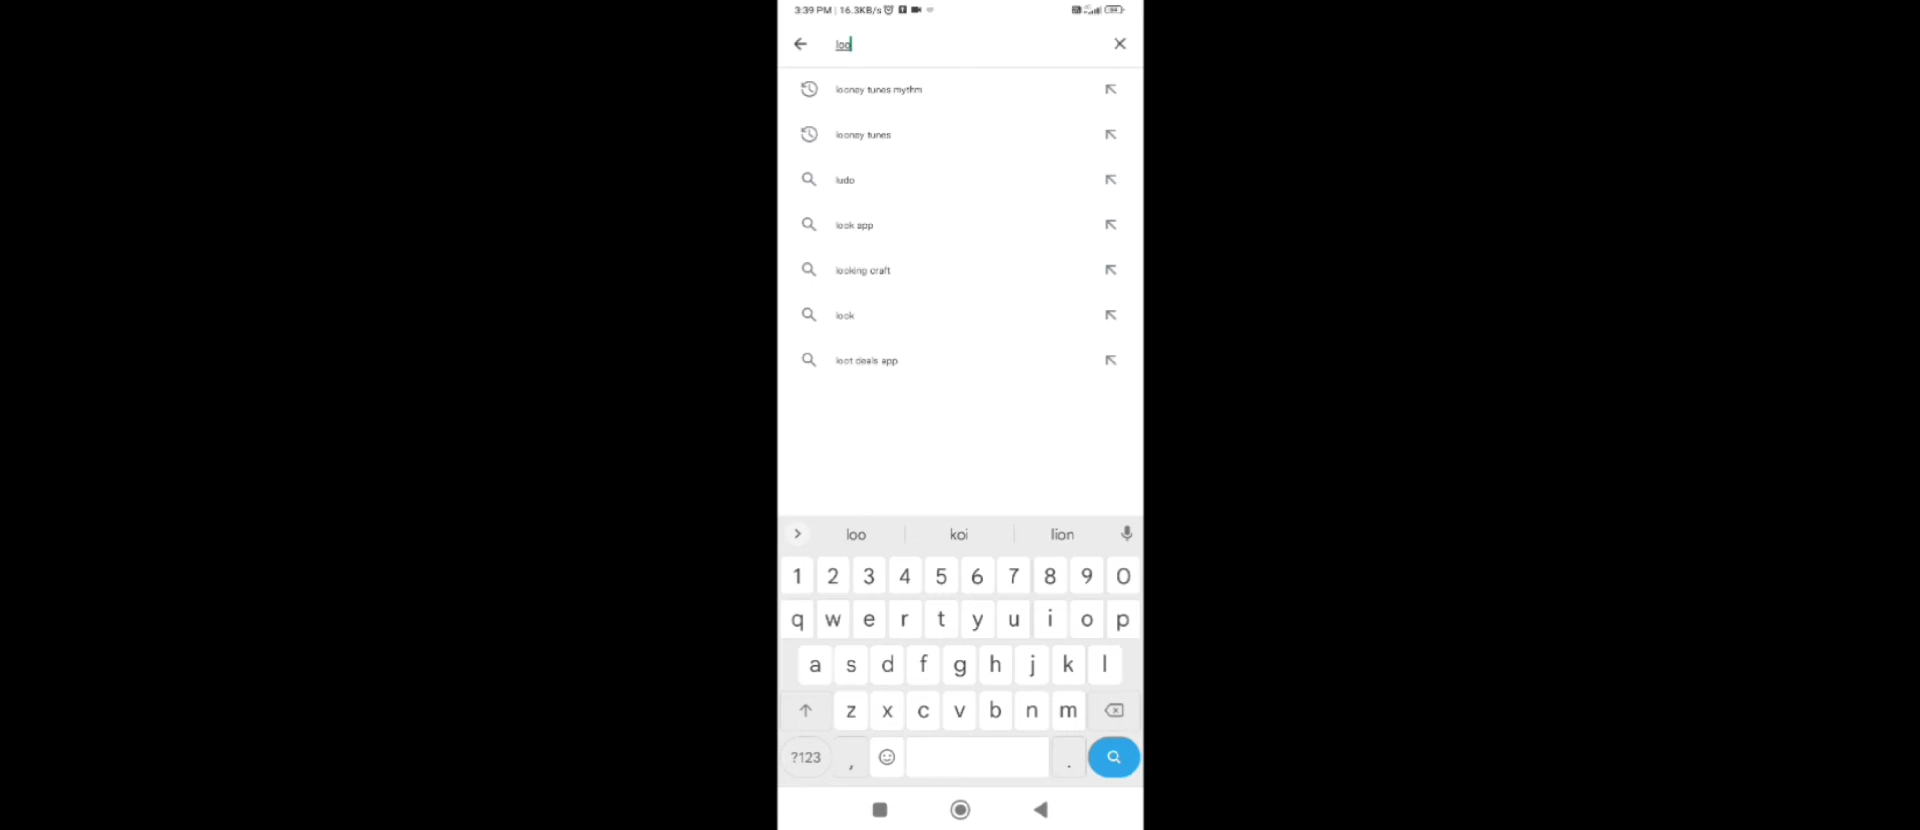 3:39 PM | 16.3KB/s
loo
looney tunes mythm
looney tunes
ludo
look app
looking craft
look
loot deals app
loo koi lion
1 2 3 4 5 6 7 8 9 0
q w e r t y u i o p
a s d f g h j k l
z x c v b n m
?123 , .